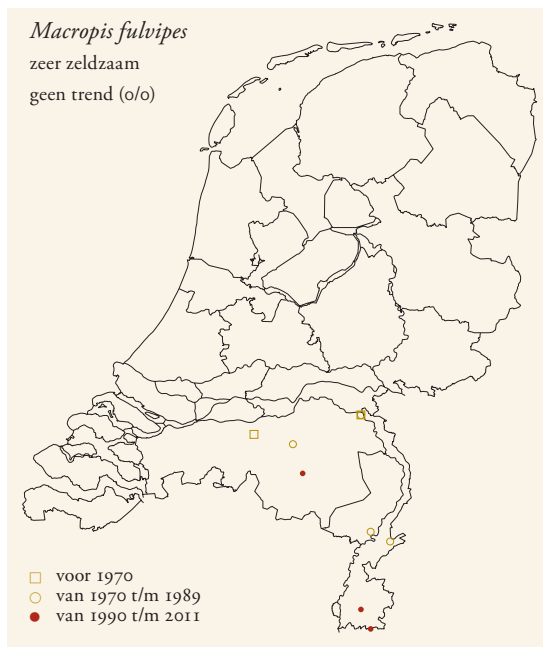 Macropis fulvipes
zeer zeldzaam
geen trend (0/0)
voor 1970
van 1970 t/m 1989
van 1990 t/m 2011